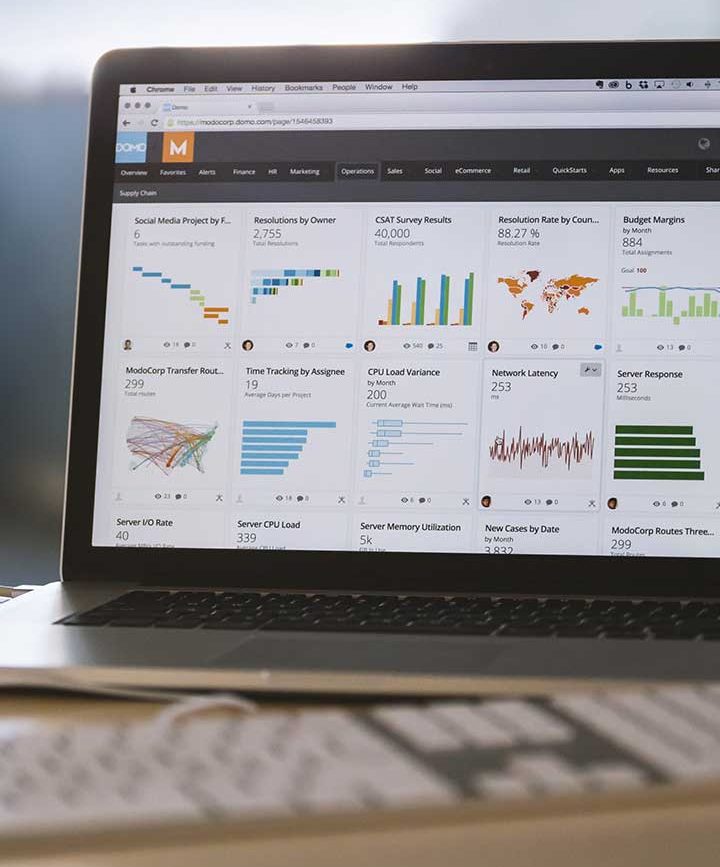 Chrome File Edit View History Bookmarks People Window Help
Domo
https://modocorp.domo.com/page/1546458393
DOMO M
Overview Favorites Alerts Finance HR Marketing Operations Sales Social eCommerce Retail QuickStarts Apps Resources Shar
Supply Chain
Social Media Project by F... Resolutions by Owner CSAT Survey Results Resolution Rate by Coun... Budget Margins
by Month
6 2,755 40,000 88.27 % 884
Tasks with outstanding funding Total Resolutions Total Respondents Resolution Rate Total Assignments
Goal 100
18 0 7 0 540 25 10 0 13 0
ModoCorp Transfer Rout... Time Tracking by Assignee CPU Load Variance Network Latency Server Response
by Month
299 19 200 253 253
Total routes Average Days per Project Current Average Wait Time (ms) ms Milliseconds
23 0 18 0 6 0 13 0 6 0
Server I/O Rate Server CPU Load Server Memory Utilization New Cases by Date ModoCorp Routes Three...
by Month
40 339 5k 3,832 299